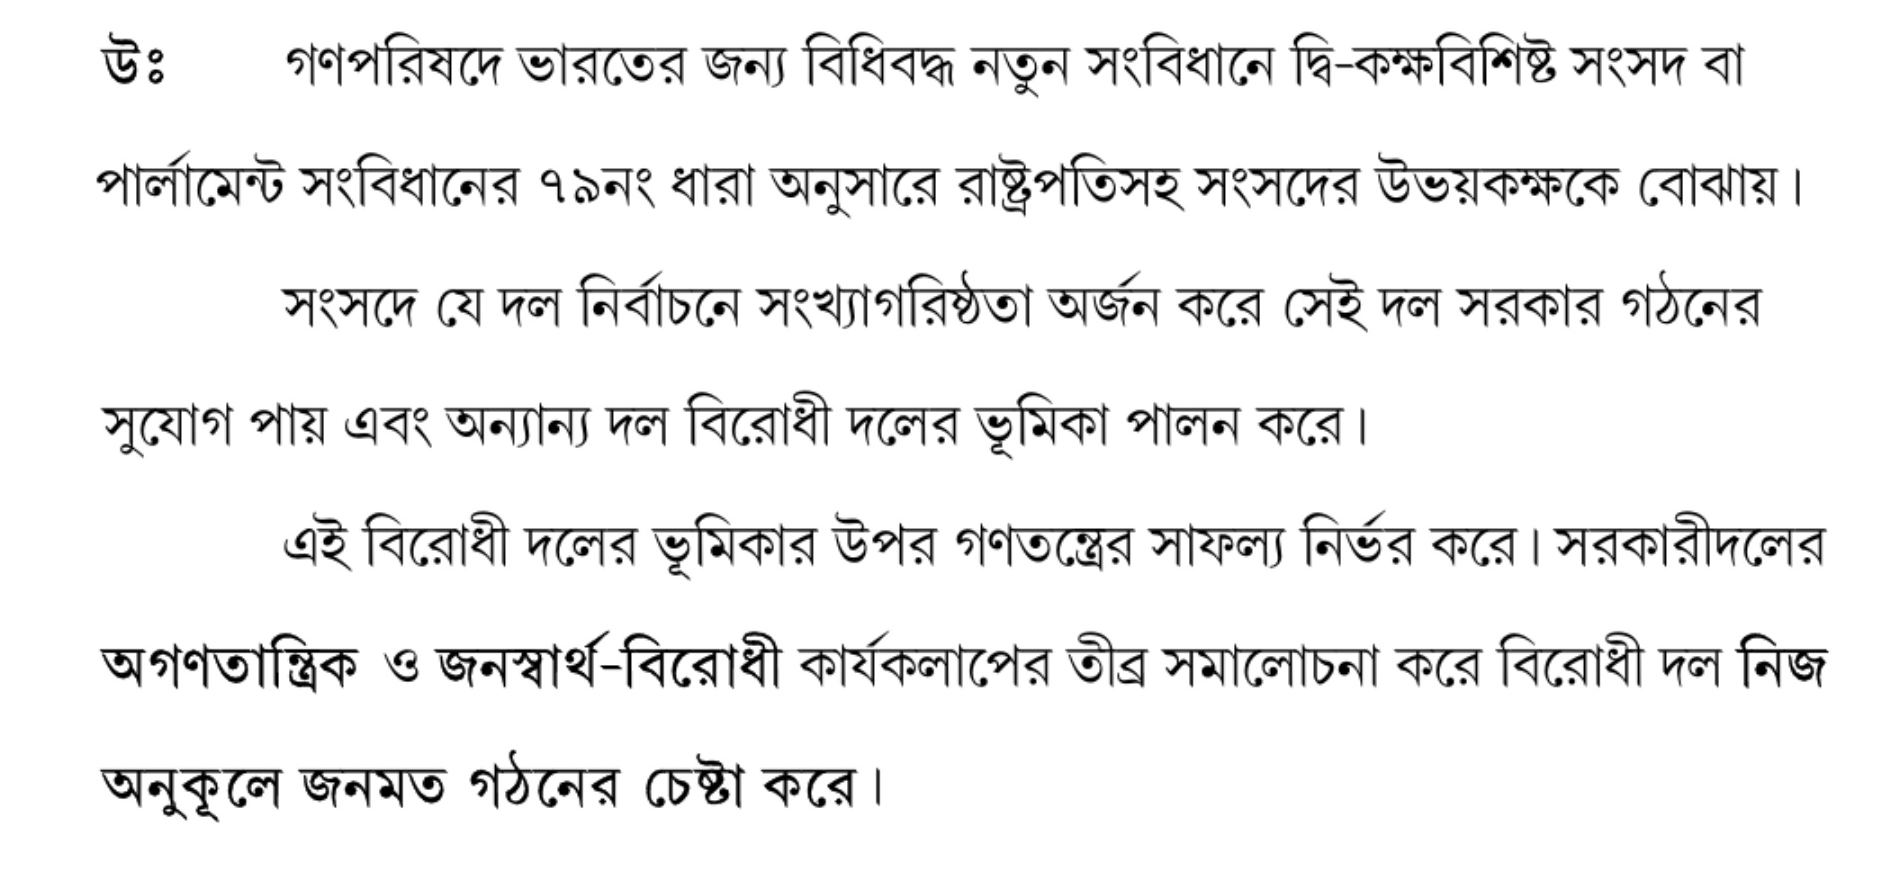 উঃ গণপরিষদে ভারতের জন্য বিধিবদ্ধ নতুন সংবিধানে দ্বি-কক্ষবিশিষ্ট সংসদ বা
পার্লামেন্ট সংবিধানের ৭৯নং ধারা অনুসারে রাষ্ট্রপতিসহ সংসদের উভয়কক্ষকে বোঝায়।
সংসদে যে দল নির্বাচনে সংখ্যাগরিষ্ঠতা অর্জন করে সেই দল সরকার গঠনের
সুযোগ পায় এবং অন্যান্য দল বিরোধী দলের ভূমিকা পালন করে।
এই বিরোধী দলের ভূমিকার উপর গণতন্ত্রের সাফল্য নির্ভর করে। সরকারীদলের
অগণতান্ত্রিক ও জনস্বার্থ-বিরোধী কার্যকলাপের তীব্র সমালোচনা করে বিরোধী দল নিজ
অনুকূলে জনমত গঠনের চেষ্টা করে।